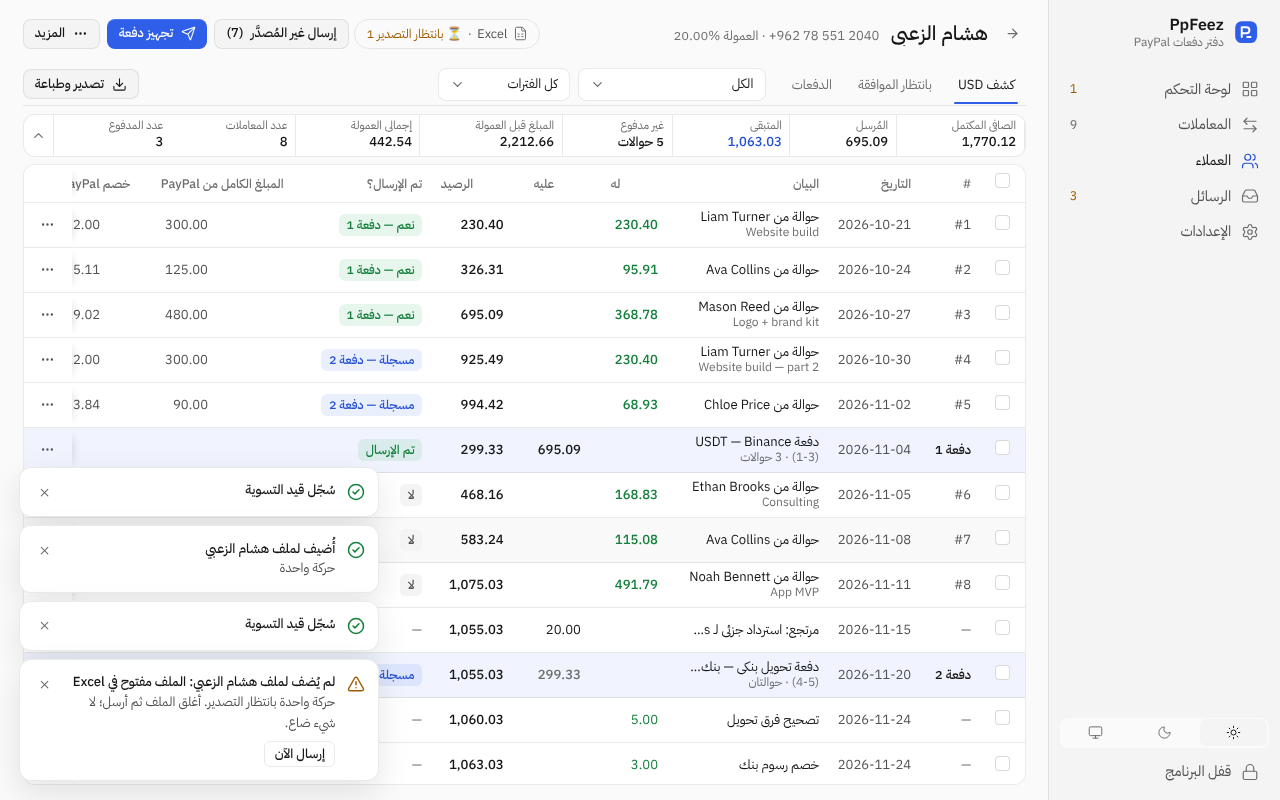 PpFeez
دفتر دفعات PayPal
لوحة التحكم 1
المعاملات 9
العملاء
الرسائل 3
الإعدادات
قفل البرنامج
هشام الزعبي
+962 78 551 2040 · العمولة 20.00%
Excel · ⏳ بانتظار التصدير 1
إرسال غير المُصدَّر (7)
تجهيز دفعة
المزيد
كشف USD
بانتظار الموافقة
الدفعات
الكل
كل الفترات
تصدير وطباعة
الصافي المكتمل
1,770.12
المُرسل
695.09
المتبقي
1,063.03
غير مدفوع
5 حوالات
المبلغ قبل العمولة
2,212.66
إجمالي العمولة
442.54
عدد المعاملات
8
عدد المدفوع
3
# التاريخ البيان له عليه الرصيد تم الإرسال؟ المبلغ الكامل من PayPal خصم
#1 2026-10-21 حوالة من Liam Turner 230.40 230.40 نعم — دفعة 1 300.00 2.00
Website build
#2 2026-10-24 حوالة من Ava Collins 95.91 326.31 نعم — دفعة 1 125.00 5.11
#3 2026-10-27 حوالة من Mason Reed 368.78 695.09 نعم — دفعة 1 480.00 9.02
Logo + brand kit
#4 2026-10-30 حوالة من Liam Turner 230.40 925.49 مسجلة — دفعة 2 300.00 2.00
Website build — part 2
#5 2026-11-02 حوالة من Chloe Price 68.93 994.42 مسجلة — دفعة 2 90.00 3.84
دفعة 1 2026-11-04 دفعة USDT — Binance 695.09 299.33 تم الإرسال
(1-3) · 3 حوالات
#6 2026-11-05 حوالة من Ethan Brooks 168.83 468.16 لا
Consulting
#7 2026-11-08 حوالة من Ava Collins 115.08 583.24 لا
#8 2026-11-11 حوالة من Noah Bennett 491.79 1,075.03 لا
App MVP
— 2026-11-15 مرتجع: استرداد جزئي لـ s... 20.00 1,055.03 —
دفعة 2 2026-11-20 دفعة تحويل بنكي — بنك... 299.33 1,055.03 مسجلة
(4-5) · حوالتان
— 2026-11-24 تصحيح فرق تحويل 5.00 1,060.03 —
— 2026-11-24 خصم رسوم بنك 3.00 1,063.03 —
سُجّل قيد التسوية
أُضيف لملف هشام الزعبي
حركة واحدة
سُجّل قيد التسوية
لم يُضف لملف هشام الزعبي: الملف مفتوح في Excel
حركة واحدة بانتظار التصدير. أغلق الملف ثم أرسل؛ لا
شيء ضاع.
إرسال الآن